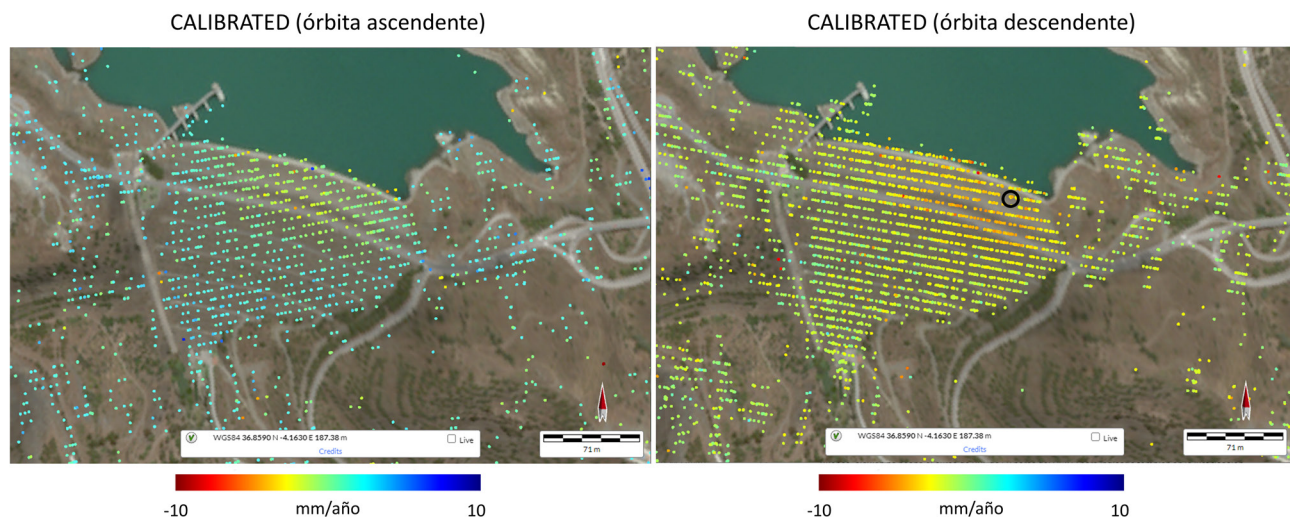 CALIBRATED (órbita ascendente)
CALIBRATED (órbita descendente)
WGS84 36.8590 N -4.1630 E 187.38 m
Live
Credits
71 m
WGS84 36.8590 N -4.1630 E 187.38 m
Live
Credits
71 m
-10
mm/año
10
-10
mm/año
10